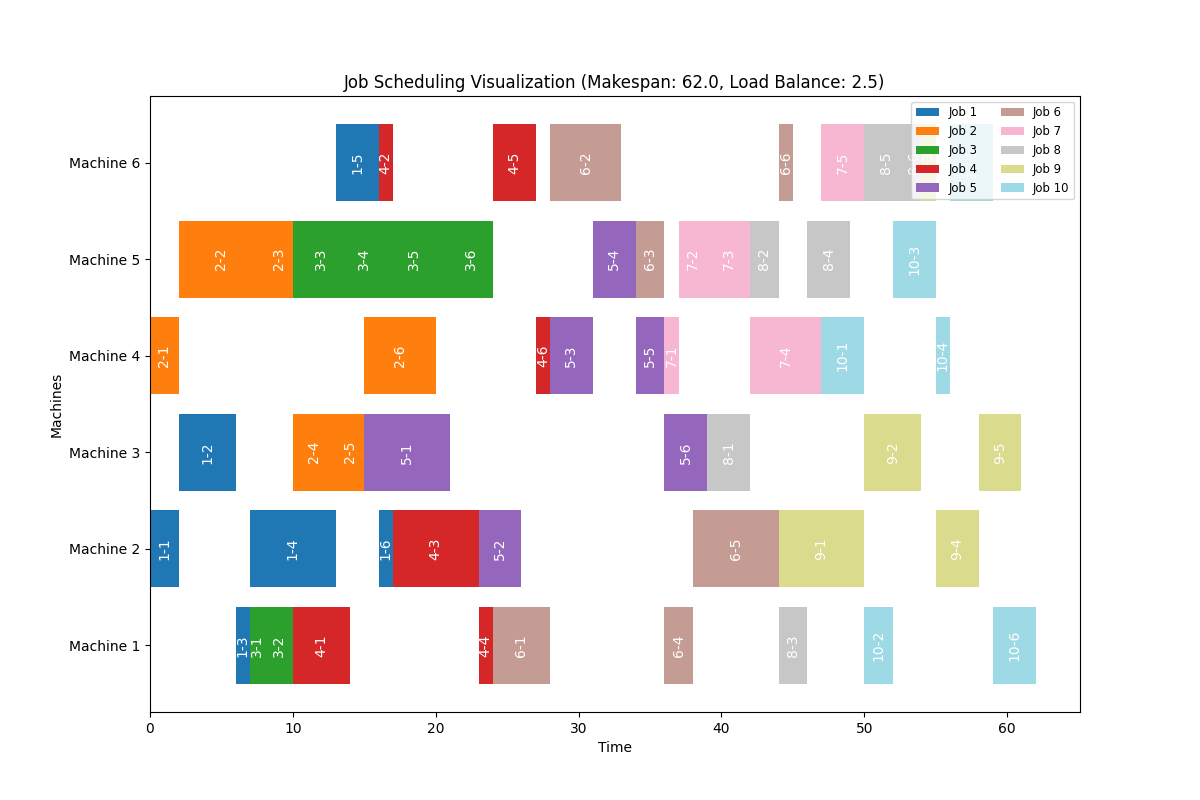 Job Scheduling Visualization (Makespan: 62.0, Load Balance: 2.5)
Job 1 Job 6
Job 2 Job 7
Job 3 Job 8
Job 4 Job 9
Job 5 Job 10
Machine 6 1-5 4-2 4-5 6-2 6-6 7-5 8-5
Machine 5 2-2 2-3 3-3 3-4 3-5 3-6 5-4 6-3 7-2 7-3 8-2 8-4 10-3
Machine 4 2-1 2-6 4-6 5-3 5-5 7-1 7-4 10-1 10-4
Machine 3 1-2 2-4 2-5 5-1 5-6 8-1 9-2 9-5
Machine 2 1-1 1-4 1-6 4-3 5-2 6-5 9-1 9-4
Machine 1 1-3 3-1 3-2 4-1 4-4 6-1 6-4 8-3 10-2 10-6
0 10 20 30 40 50 60
Time
Machines